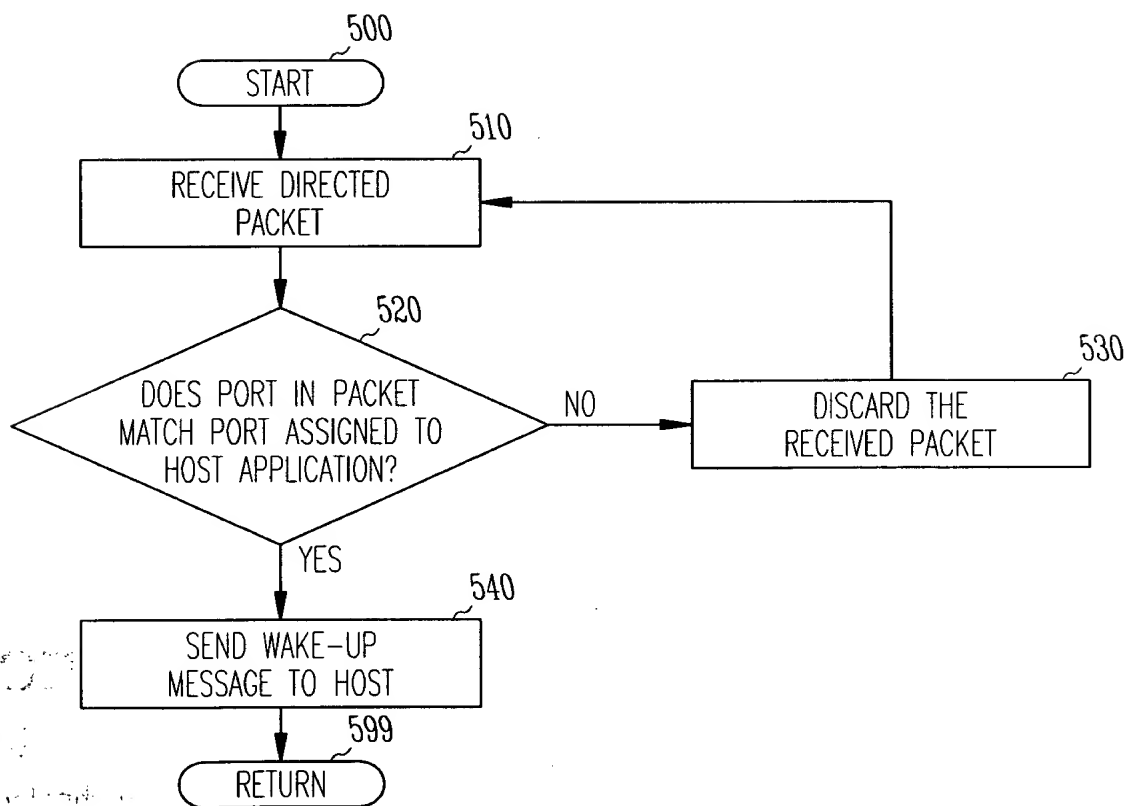 500
START
510
RECEIVE DIRECTED
PACKET
520
DOES PORT IN PACKET
MATCH PORT ASSIGNED TO
HOST APPLICATION?
NO
530
DISCARD THE
RECEIVED PACKET
YES
540
SEND WAKE-UP
MESSAGE TO HOST
599
RETURN